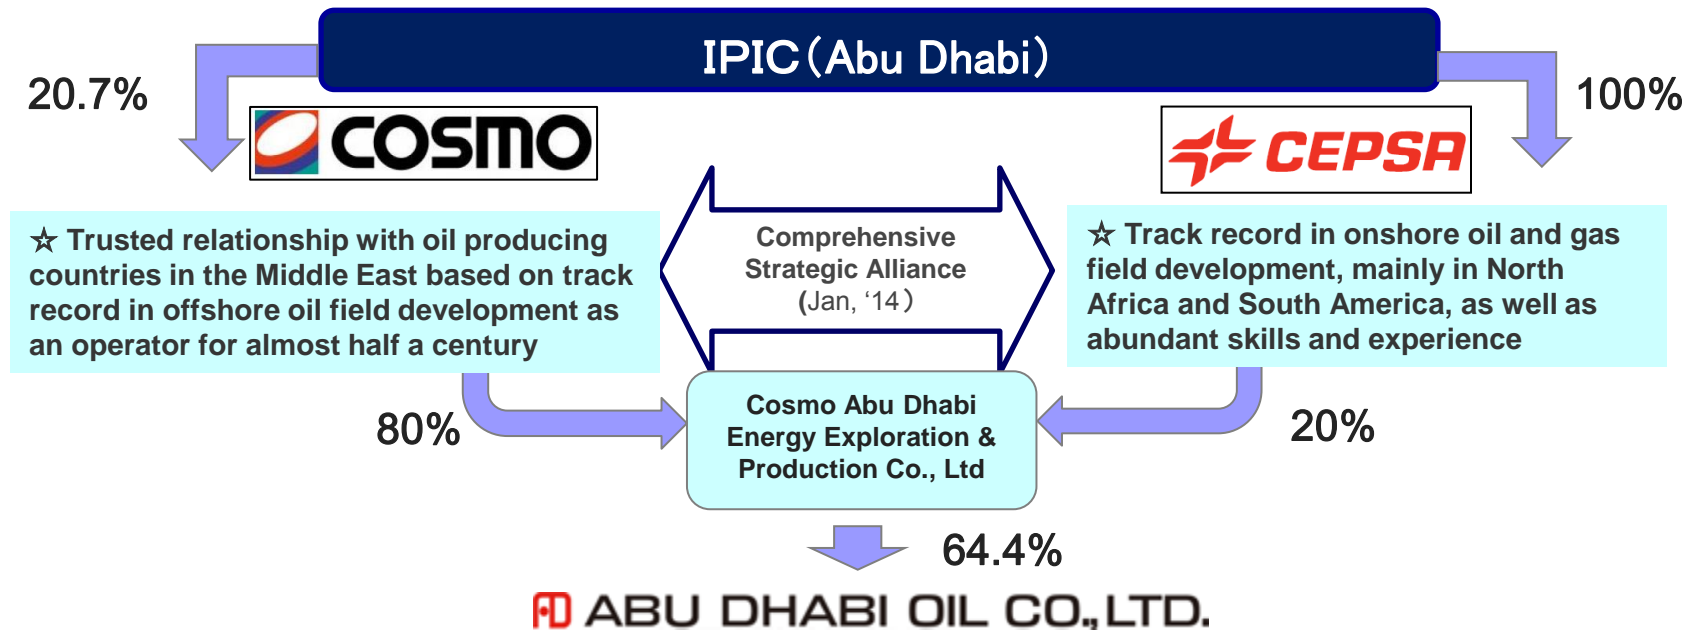 IPIC（Abu Dhabi）
20.7%
100%
COSMO
CEPSA
☆ Trusted relationship with oil producing
countries in the Middle East based on track
record in offshore oil field development as
an operator for almost half a century
Comprehensive
Strategic Alliance
(Jan, ‘14）
☆ Track record in onshore oil and gas
field development, mainly in North
Africa and South America, as well as
abundant skills and experience
80%
Cosmo Abu Dhabi
Energy Exploration &
Production Co., Ltd
20%
64.4%
ABU DHABI OIL CO.,LTD.